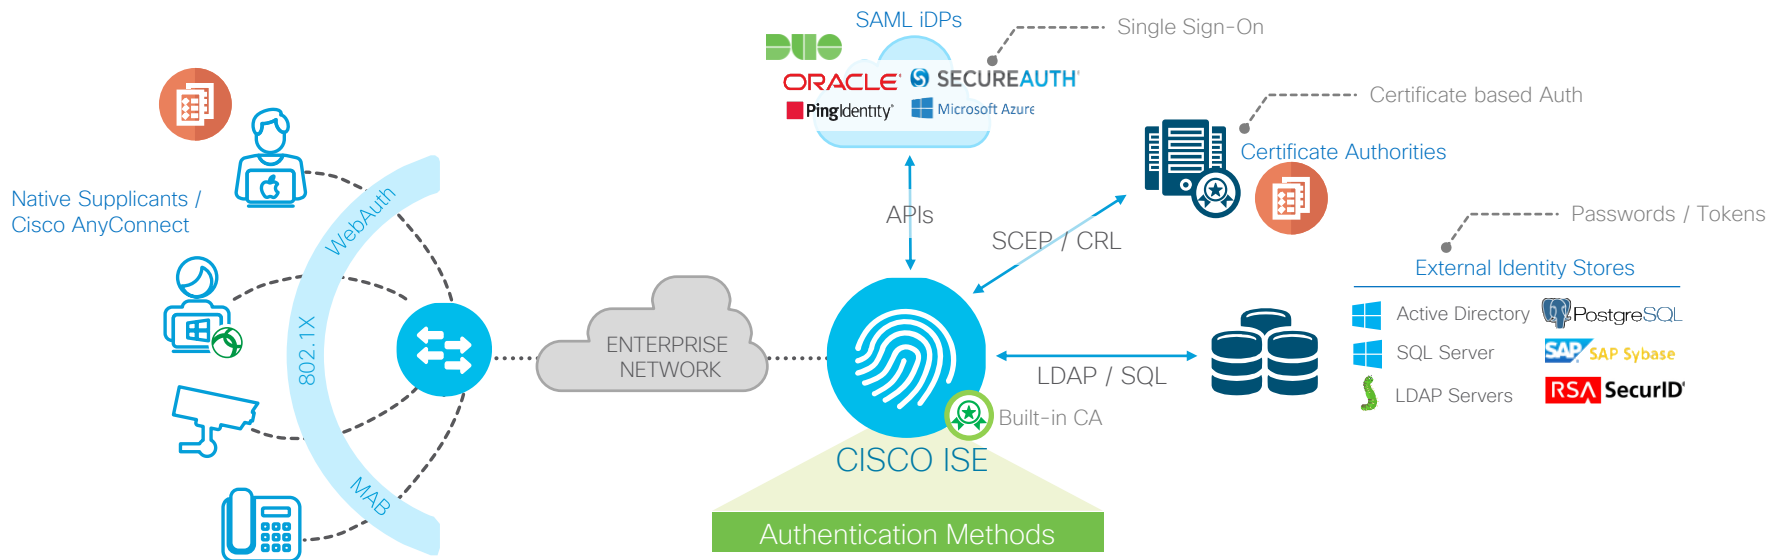 SAML iDPs
Single Sign-On
DUO
ORACLE
SECUREAUTH
PingIdentity
Microsoft Azure
Certificate based Auth
Certificate Authorities
Native Supplicants /
Cisco AnyConnect
WebAuth
802.1X
MAB
APIs
SCEP / CRL
Passwords / Tokens
External Identity Stores
Active Directory
PostgreSQL
SQL Server
SAP SAP Sybase
LDAP Servers
RSA SecurID
ENTERPRISE
NETWORK
LDAP / SQL
Built-in CA
CISCO ISE
Authentication Methods